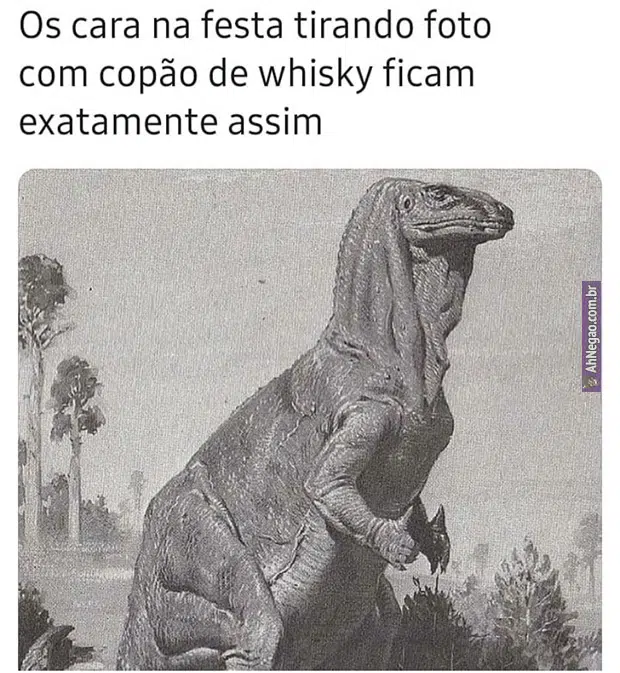 Os cara na festa tirando foto
com copão de whisky ficam
exatamente assim
AhNegao.com.br